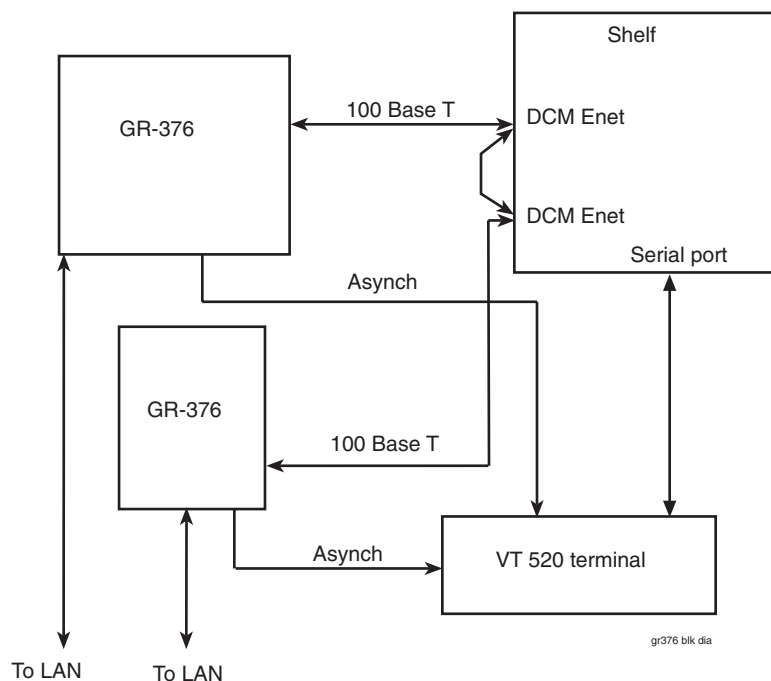 Shelf
100 Base T
DCM Enet
GR-376
DCM Enet
Serial port
Asynch
GR-376
100 Base T
Asynch
VT 520 terminal
gr376 blk dia
To LAN
To LAN